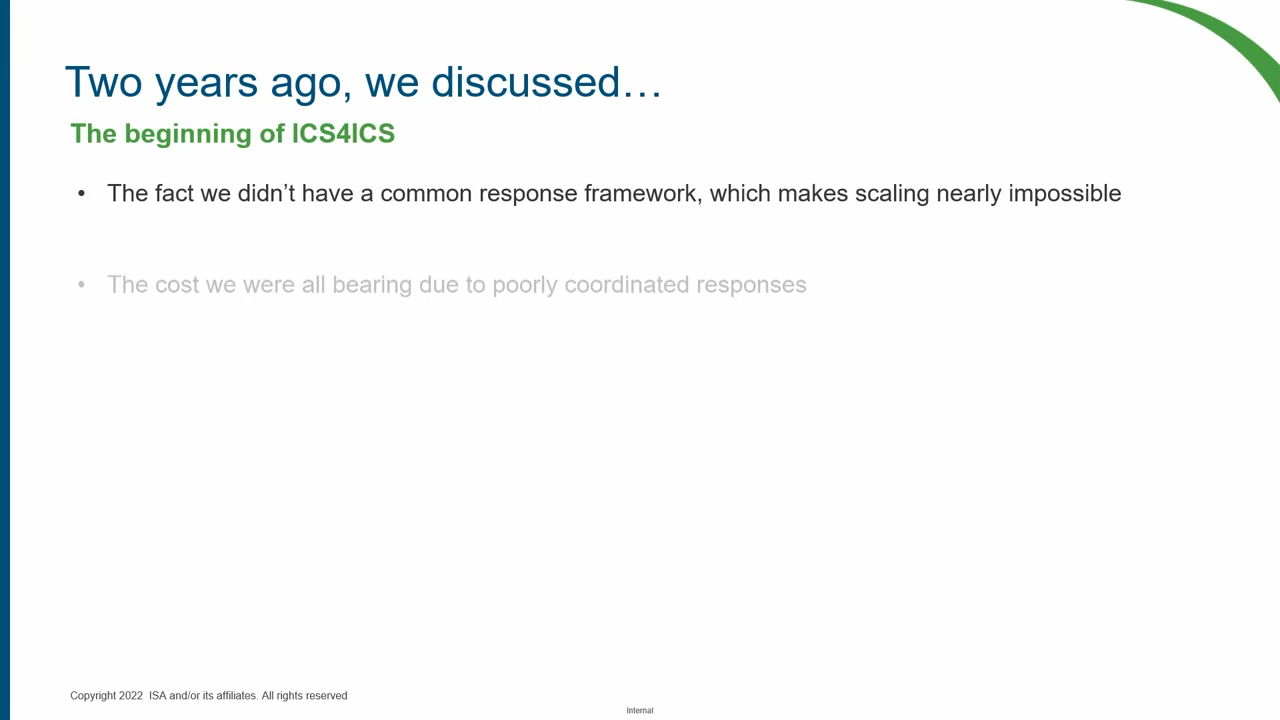 Two years ago, we discussed…
The beginning of ICS4ICS
• The fact we didn’t have a common response framework, which makes scaling nearly impossible
• The cost we were all bearing due to poorly coordinated responses
Copyright 2022  ISA and/or its affiliates. All rights reserved
Internal